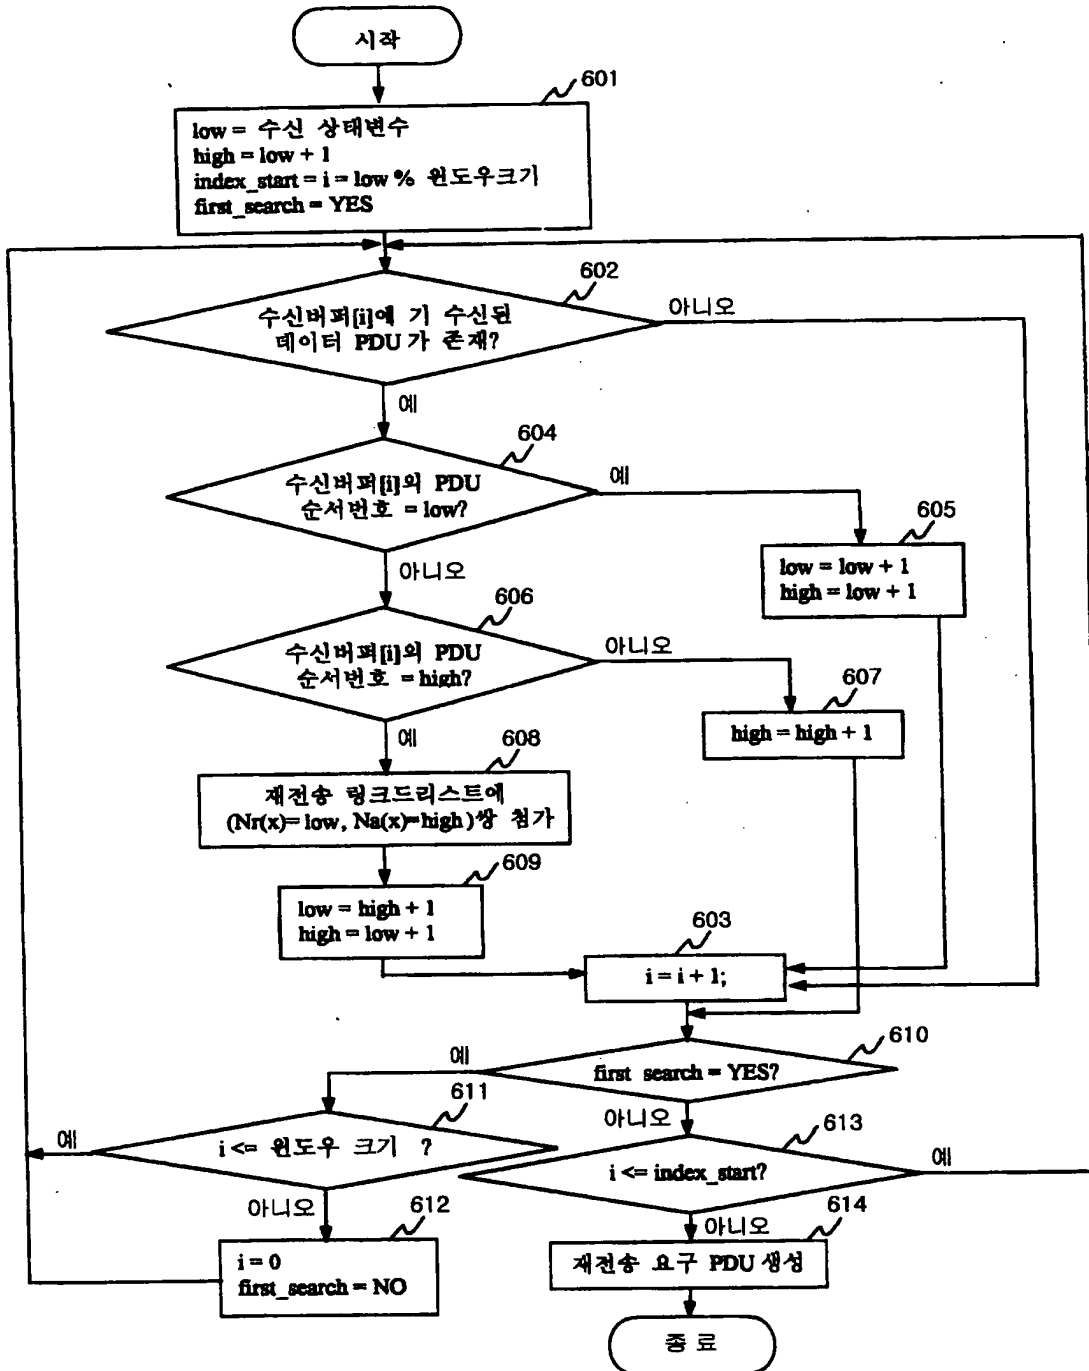 시작
601
low = 수신 상태변수
high = low + 1
index_start = i = low % 윈도우크기
first_search = YES
602
수신버퍼[i]에 기 수신된
데이터 PDU가 존재?
아니오
예
604
수신버퍼[i]의 PDU
순서번호 = low?
예
605
low = low + 1
high = low + 1
아니오
606
수신버퍼[i]의 PDU
순서번호 = high?
아니오
607
high = high + 1
예
608
재전송 링크드리스트에
(Nr(x)= low, Na(x)=high)쌍 첨가
609
low = high + 1
high = low + 1
603
i = i + 1;
610
first search = YES?
예
아니오
611
i <= 윈도우 크기 ?
예
613
i <= index_start?
예
아니오
612
i = 0
first_search = NO
아니오
614
재전송 요구 PDU 생성
종료